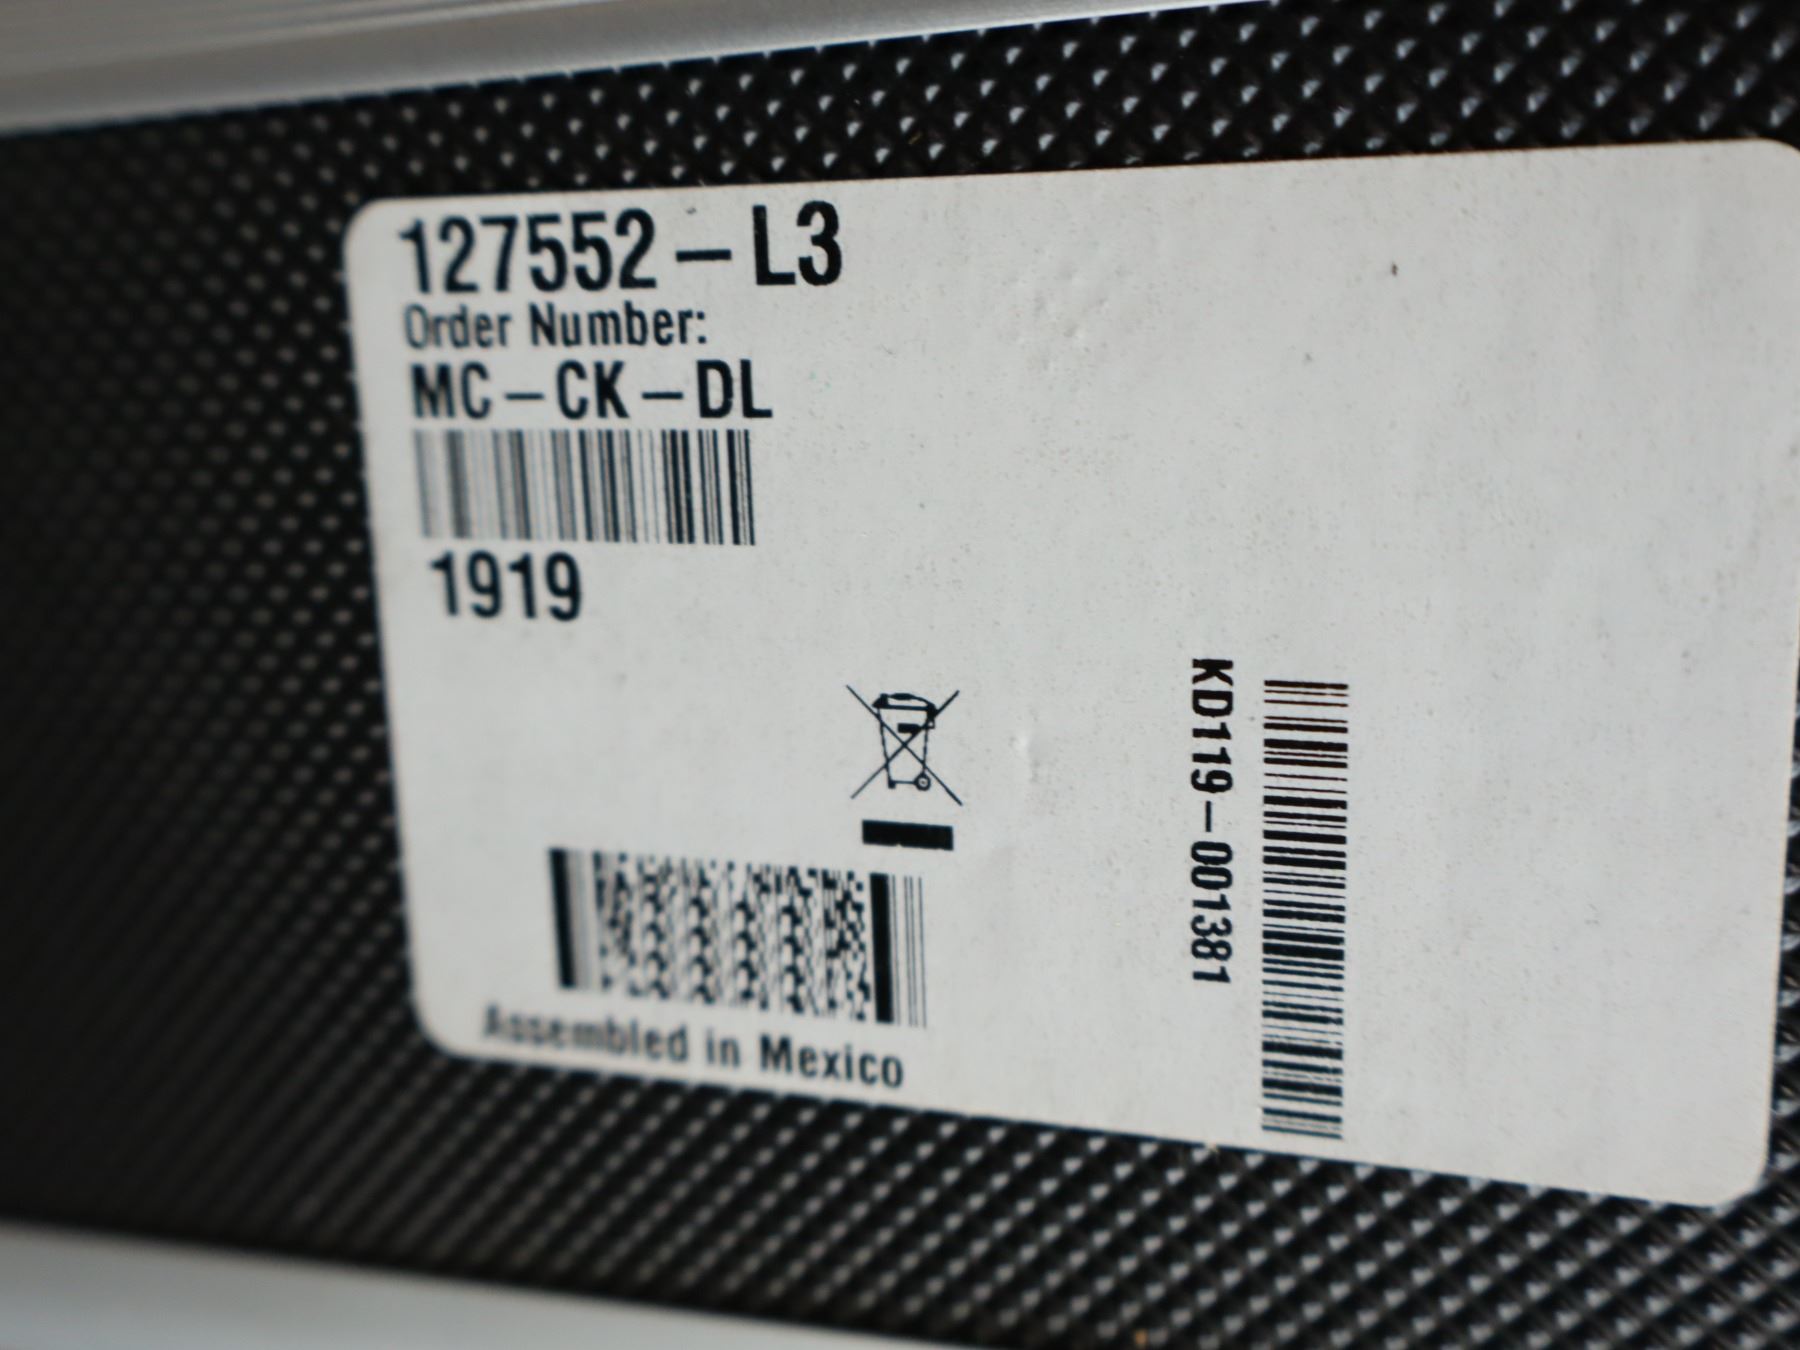 127552-L3
Order Number:
MC-CK-DL
1919
KD119-001381
Assembled in Mexico